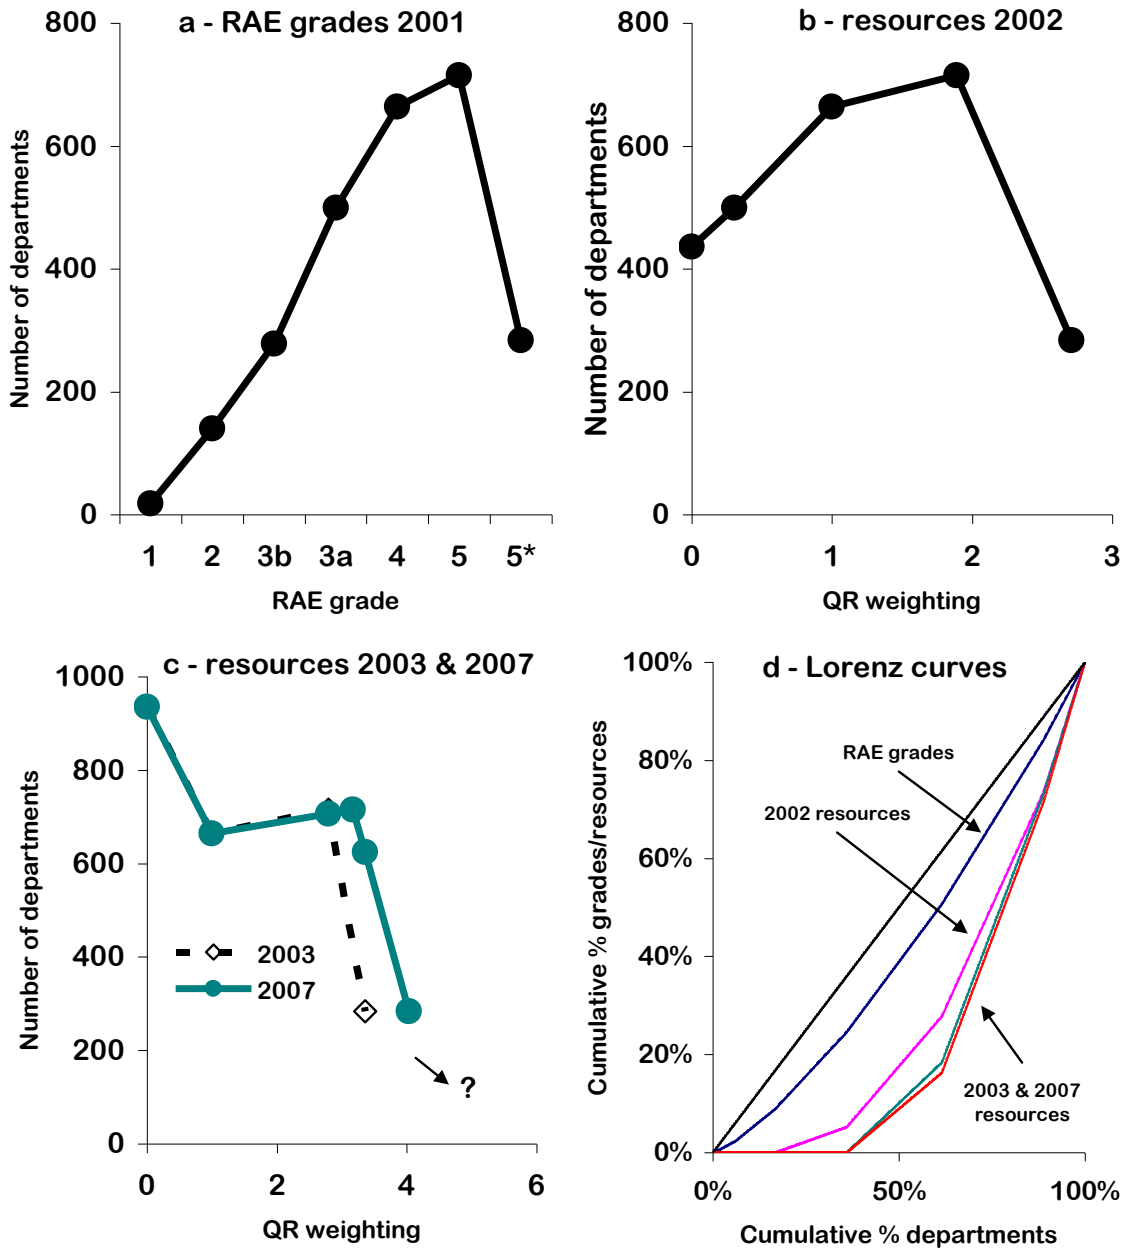 a - RAE grades 2001
800
600
400
200
0
Number of departments
1 2 3b 3a 4 5 5*
RAE grade
b - resources 2002
800
600
400
200
0
Number of departments
0 1 2 3
QR weighting
c - resources 2003 & 2007
1000
800
600
400
200
0
Number of departments
2003
2007
?
0 2 4 6
QR weighting
d - Lorenz curves
100%
80%
60%
40%
20%
0%
Cumulative % grades/resources
RAE grades
2002 resources
2003 & 2007
resources
0% 50% 100%
Cumulative % departments